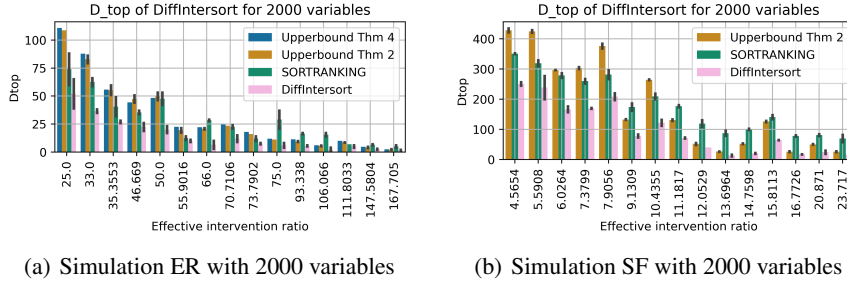 D_top of DiffIntersort for 2000 variables
Upperbound Thm 4
Upperbound Thm 2
SORTRANKING
DiffIntersort
Dtop
100
75
50
25
0
25.0
33.0
35.3553
46.669
50.0
55.9016
66.0
70.7106
73.7902
75.0
93.338
106.066
111.8033
147.5804
167.705
Effective intervention ratio
(a) Simulation ER with 2000 variables
D_top of DiffIntersort for 2000 variables
Upperbound Thm 2
SORTRANKING
DiffIntersort
Dtop
400
300
200
100
0
4.5654
5.5908
6.0264
7.3799
7.9056
9.1309
10.4355
11.1817
12.0529
13.6964
14.7598
15.8113
16.7726
20.871
23.717
Effective intervention ratio
(b) Simulation SF with 2000 variables